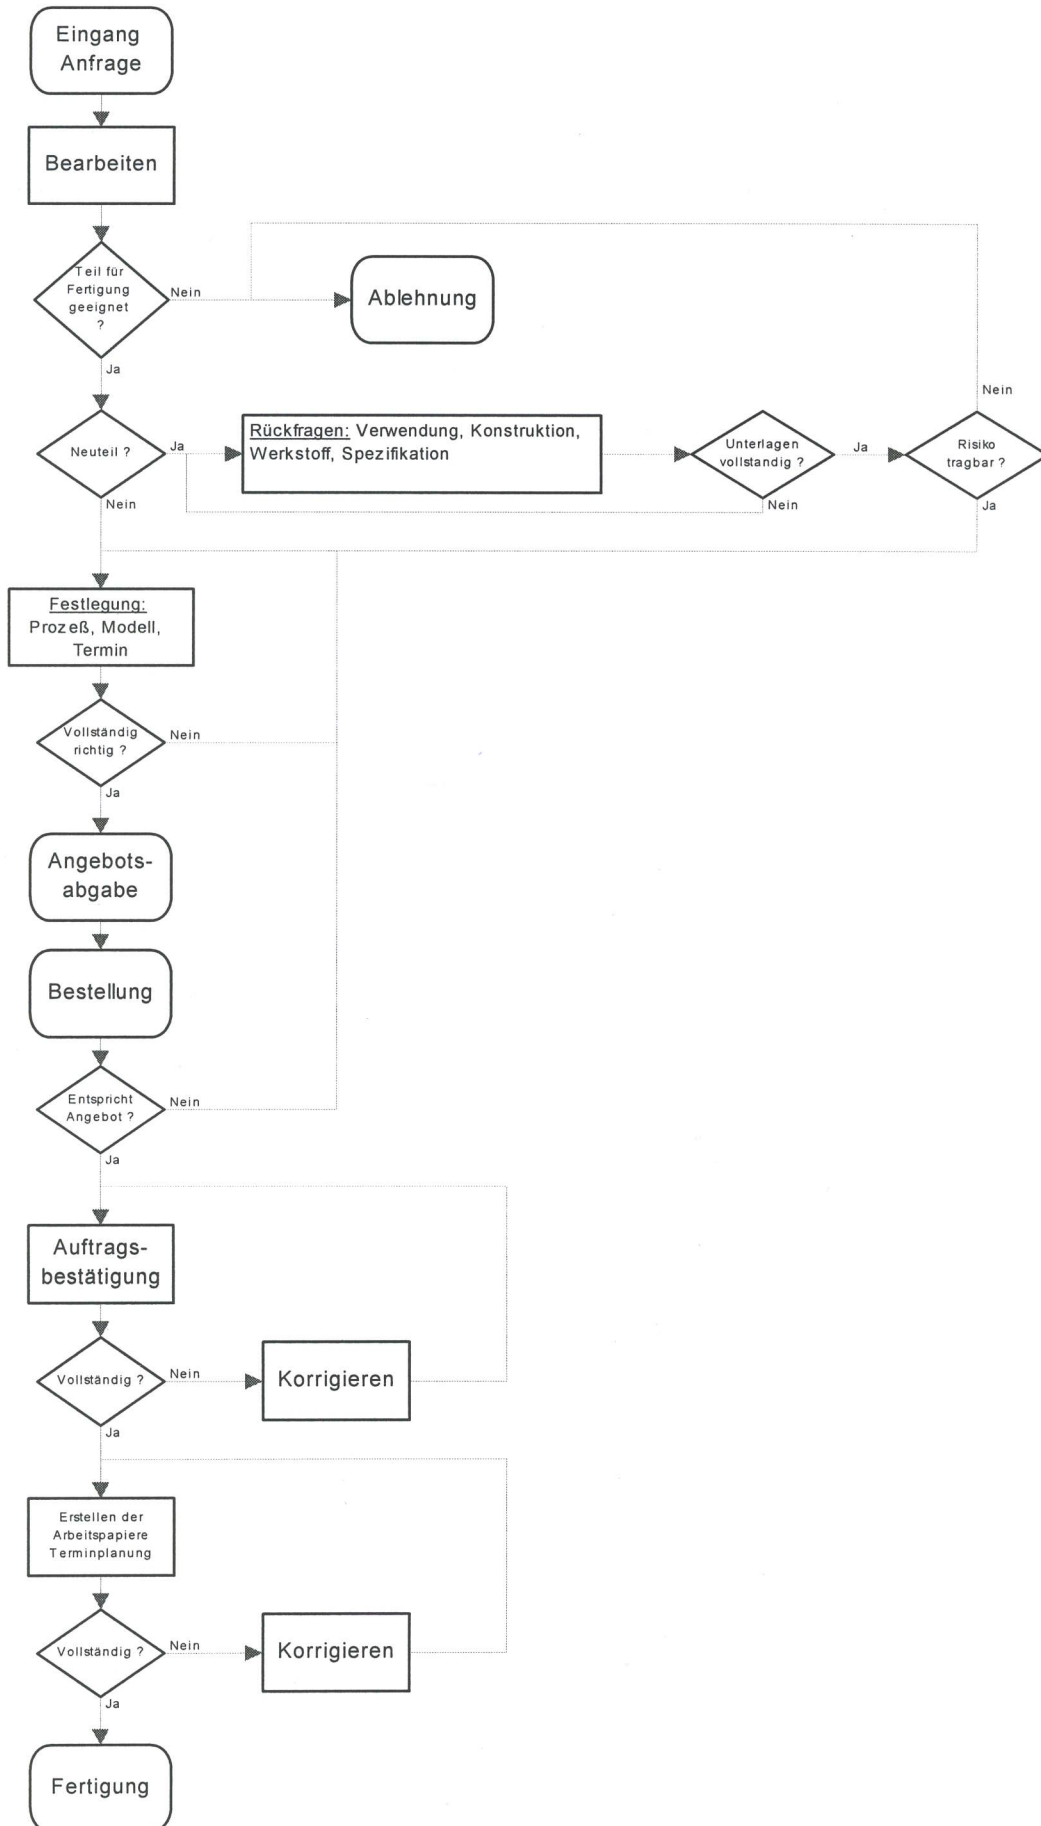 Eingang
Anfrage
Bearbeiten
Teil für
Fertigung
geeignet
?
Nein
Ablehnung
Ja
Nein
Neuteil ?
Ja
Rückfragen: Verwendung, Konstruktion,
Werkstoff, Spezifikation
Unterlagen
vollstandig ?
Ja
Risiko
tragbar ?
Nein
Nein
Ja
Festlegung:
Prozeß, Modell,
Termin
Vollständig
richtig ?
Nein
Ja
Angebots-
abgabe
Bestellung
Entspricht
Angebot ?
Nein
Ja
Auftrags-
bestätigung
Vollständig ?
Nein
Korrigieren
Ja
Erstellen der
Arbeitspapiere
Terminplanung
Vollständig ?
Nein
Korrigieren
Ja
Fertigung